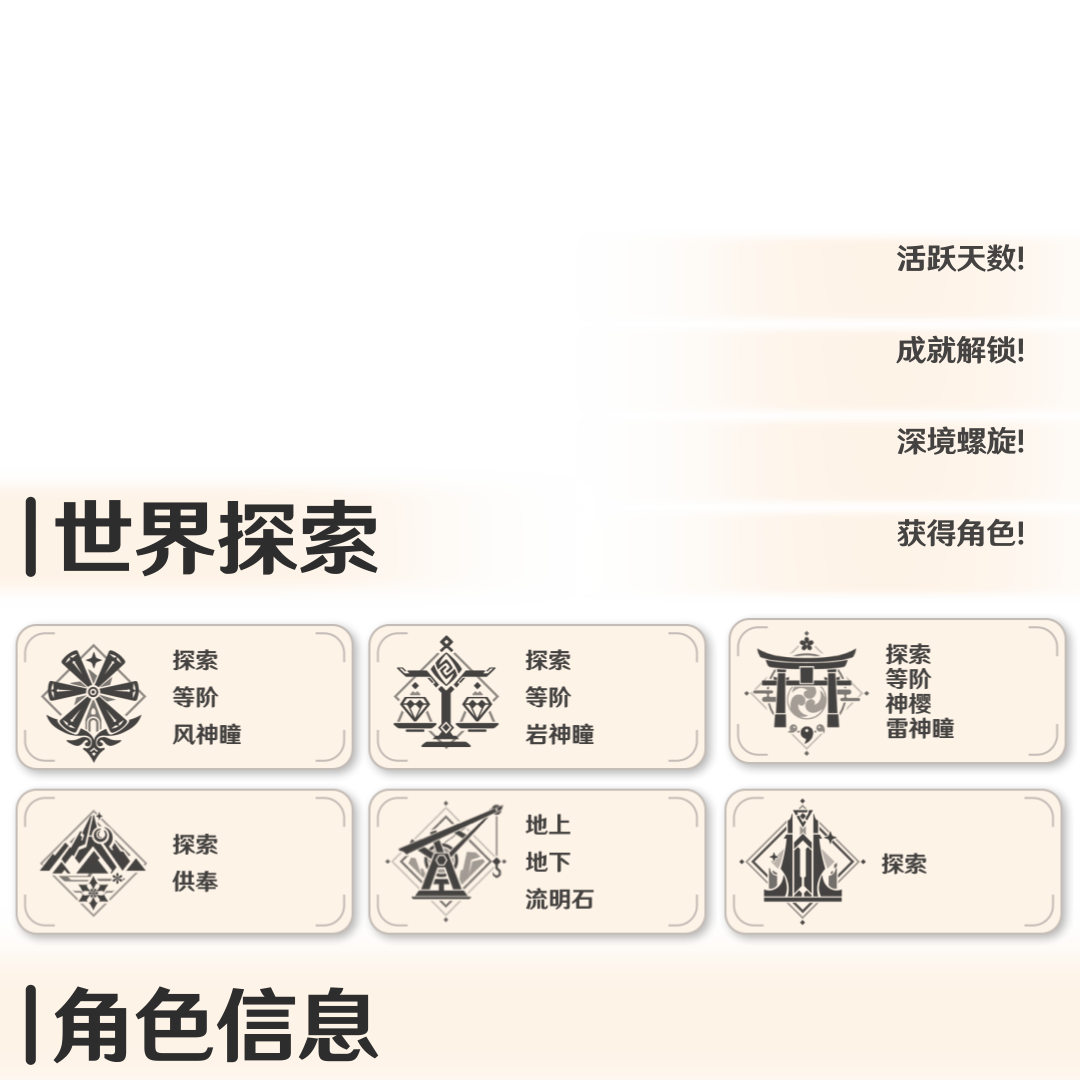 活跃天数!
成就解锁!
深境螺旋!
获得角色!
世界探索
探索
等阶
风神瞳
探索
等阶
岩神瞳
探索
等阶
神樱
雷神瞳
探索
供奉
地上
地下
流明石
探索
角色信息